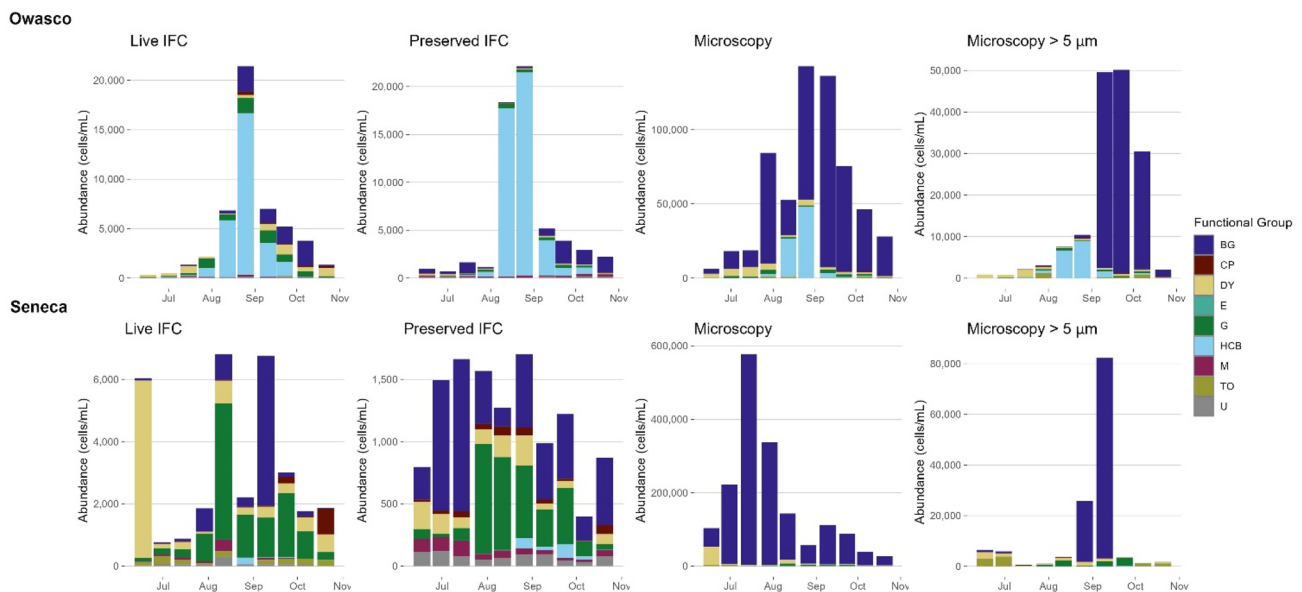 Owasco
Live IFC
Preserved IFC
Microscopy
Microscopy > 5 μm
Abundance (cells/mL)
20,000
15,000
10,000
5,000
0
Jul Aug Sep Oct Nov
Abundance (cells/mL)
20,000
15,000
10,000
5,000
0
Jul Aug Sep Oct Nov
Abundance (cells/mL)
100,000
50,000
0
Jul Aug Sep Oct Nov
Abundance (cells/mL)
50,000
40,000
30,000
20,000
10,000
0
Jul Aug Sep Oct Nov
Seneca
Live IFC
Preserved IFC
Microscopy
Microscopy > 5 μm
Abundance (cells/mL)
6,000
4,000
2,000
0
Jul Aug Sep Oct Nov
Abundance (cells/mL)
1,500
1,000
500
0
Jul Aug Sep Oct Nov
Abundance (cells/mL)
600,000
400,000
200,000
0
Jul Aug Sep Oct Nov
Abundance (cells/mL)
80,000
60,000
40,000
20,000
0
Jul Aug Sep Oct Nov
Functional Group
BG
CP
DY
E
G
HCB
M
TO
U